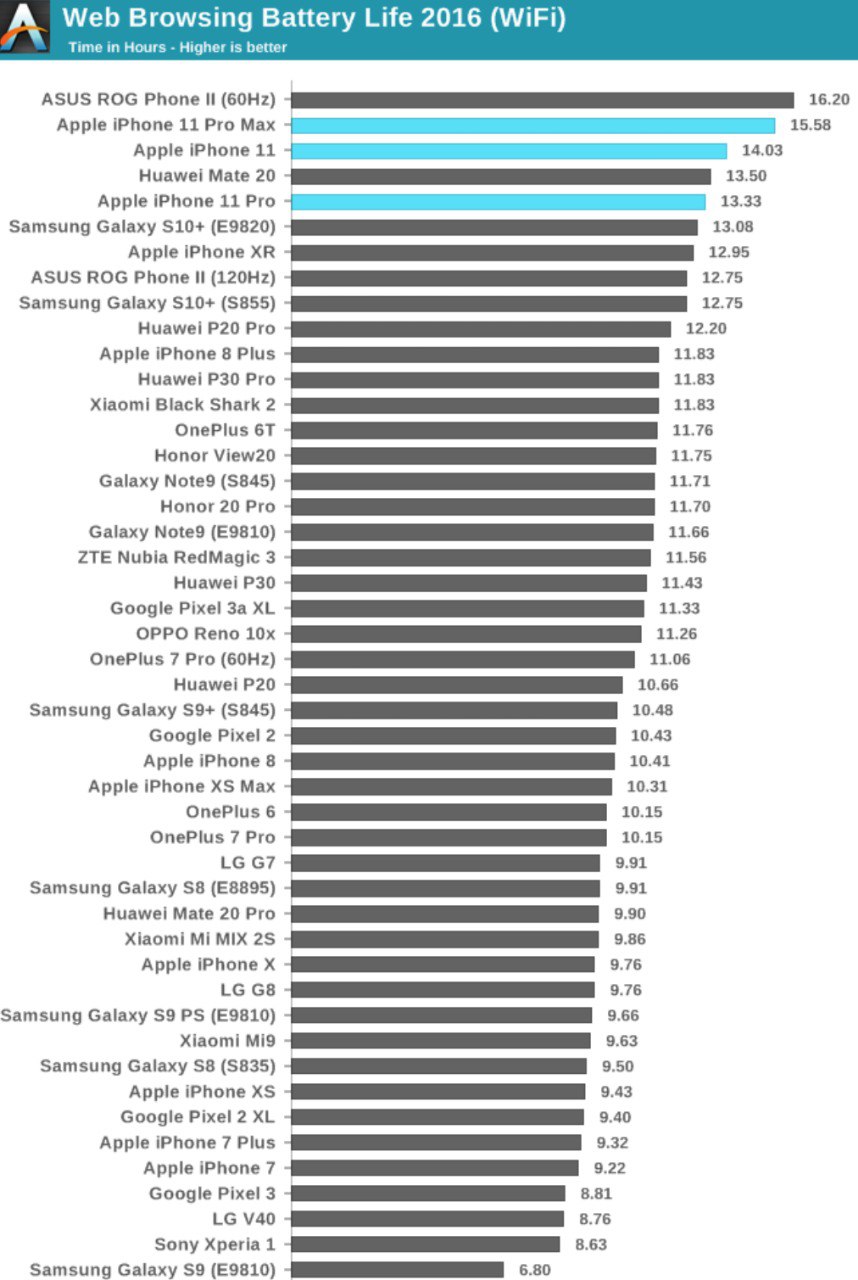 Web Browsing Battery Life 2016 (WiFi)
Time in Hours - Higher is better
ASUS ROG Phone II (60Hz) 16.20
Apple iPhone 11 Pro Max 15.58
Apple iPhone 11 14.03
Huawei Mate 20 13.50
Apple iPhone 11 Pro 13.33
Samsung Galaxy S10+ (E9820) 13.08
Apple iPhone XR 12.95
ASUS ROG Phone II (120Hz) 12.75
Samsung Galaxy S10+ (S855) 12.75
Huawei P20 Pro 12.20
Apple iPhone 8 Plus 11.83
Huawei P30 Pro 11.83
Xiaomi Black Shark 2 11.83
OnePlus 6T 11.76
Honor View20 11.75
Galaxy Note9 (S845) 11.71
Honor 20 Pro 11.70
Galaxy Note9 (E9810) 11.66
ZTE Nubia RedMagic 3 11.56
Huawei P30 11.43
Google Pixel 3a XL 11.33
OPPO Reno 10x 11.26
OnePlus 7 Pro (60Hz) 11.06
Huawei P20 10.66
Samsung Galaxy S9+ (S845) 10.48
Google Pixel 2 10.43
Apple iPhone 8 10.41
Apple iPhone XS Max 10.31
OnePlus 6 10.15
OnePlus 7 Pro 10.15
LG G7 9.91
Samsung Galaxy S8 (E8895) 9.91
Huawei Mate 20 Pro 9.90
Xiaomi Mi MIX 2S 9.86
Apple iPhone X 9.76
LG G8 9.76
Samsung Galaxy S9 PS (E9810) 9.66
Xiaomi Mi9 9.63
Samsung Galaxy S8 (S835) 9.50
Apple iPhone XS 9.43
Google Pixel 2 XL 9.40
Apple iPhone 7 Plus 9.32
Apple iPhone 7 9.22
Google Pixel 3 8.81
LG V40 8.76
Sony Xperia 1 8.63
Samsung Galaxy S9 (E9810) 6.80